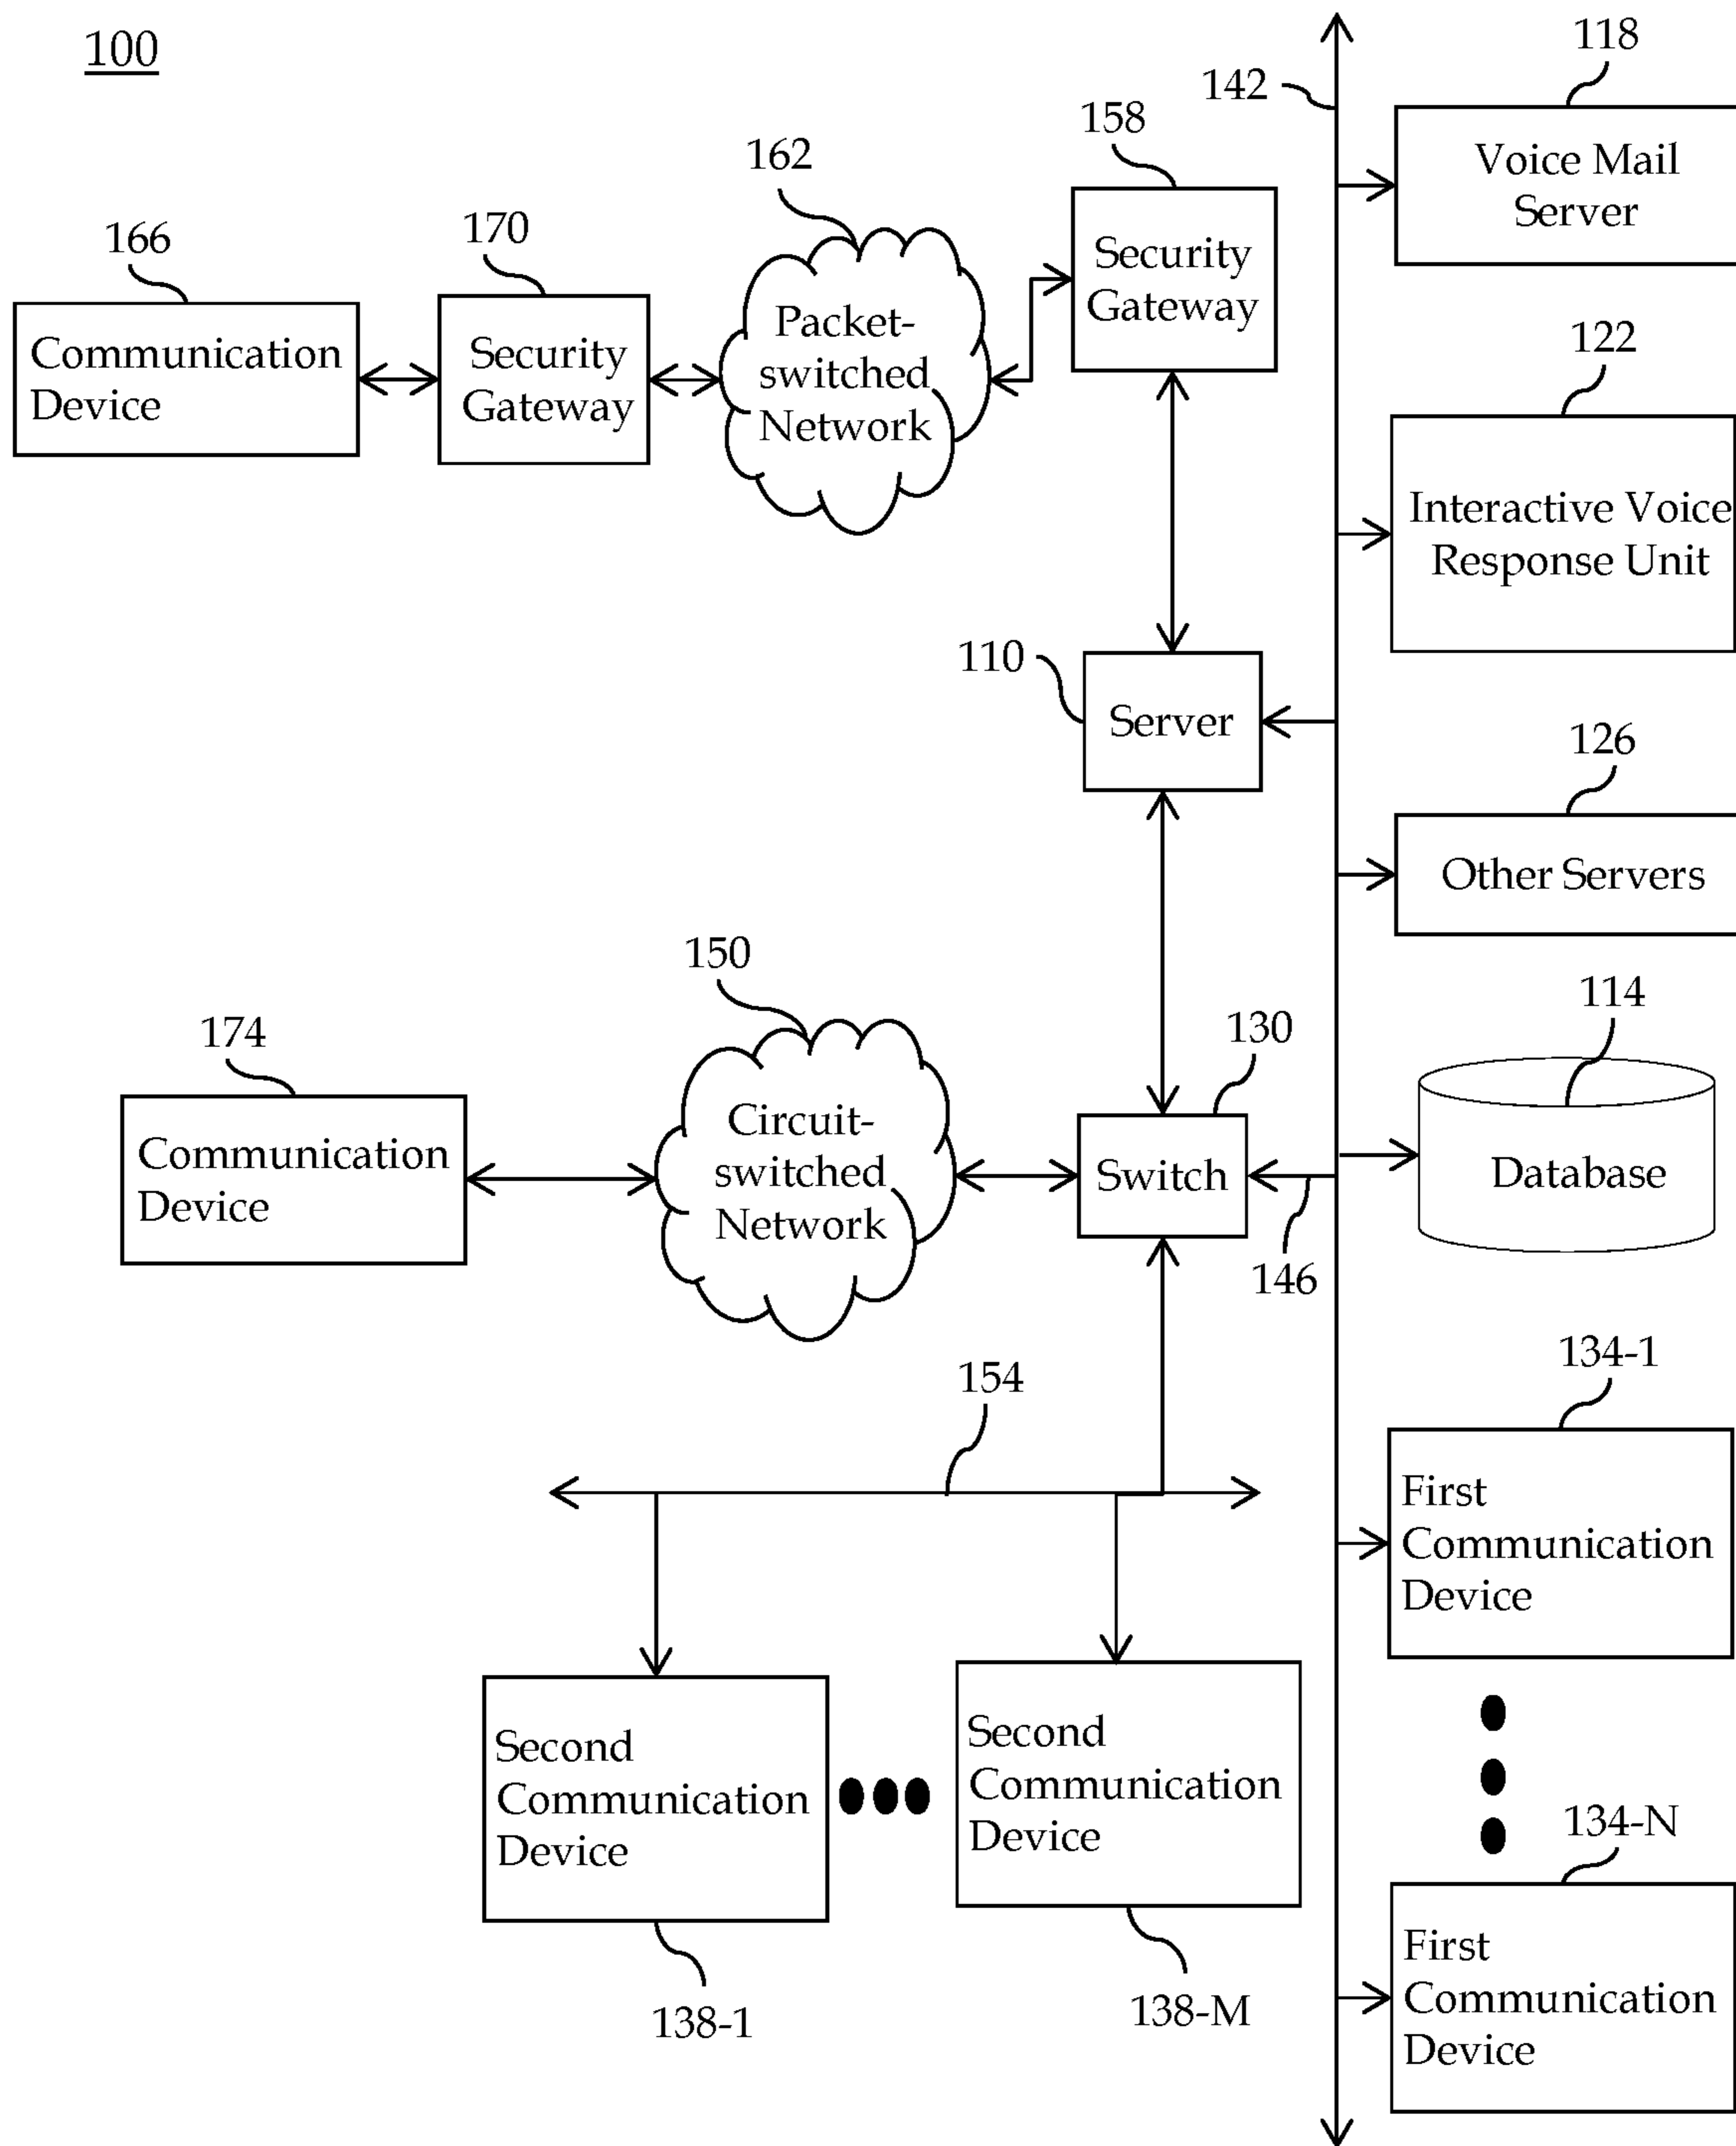 100
118
142
158
Voice Mail
Server
162
Security
Gateway
166
170
Communication
Device
Security
Gateway
Packet-
switched
Network
122
Interactive Voice
Response Unit
110
Server
126
Other Servers
150
174
130
114
Communication
Device
Circuit-
switched
Network
Switch
Database
146
154
134-1
First
Communication
Device
Second
Communication
Device
Second
Communication
Device
138-1
138-M
134-N
First
Communication
Device